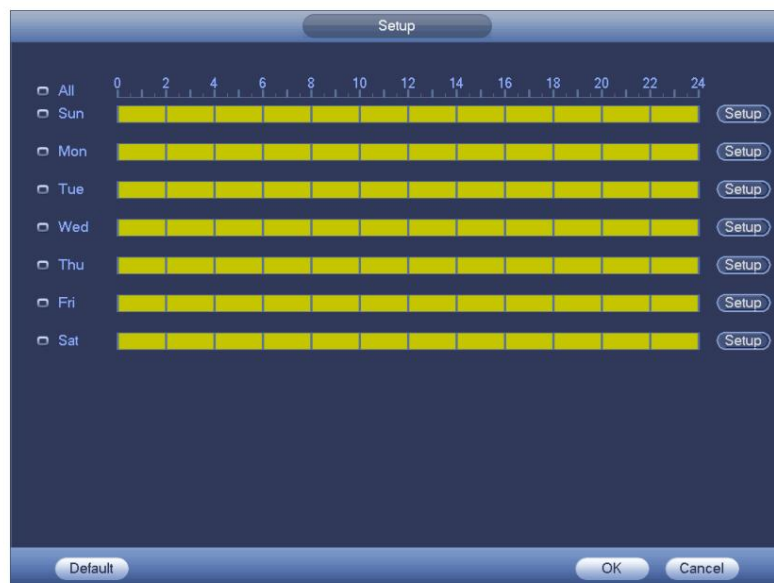 Setup
All 0 2 4 6 8 10 12 14 16 18 20 22 24
Sun Setup
Mon Setup
Tue Setup
Wed Setup
Thu Setup
Fri Setup
Sat Setup
Default OK Cancel